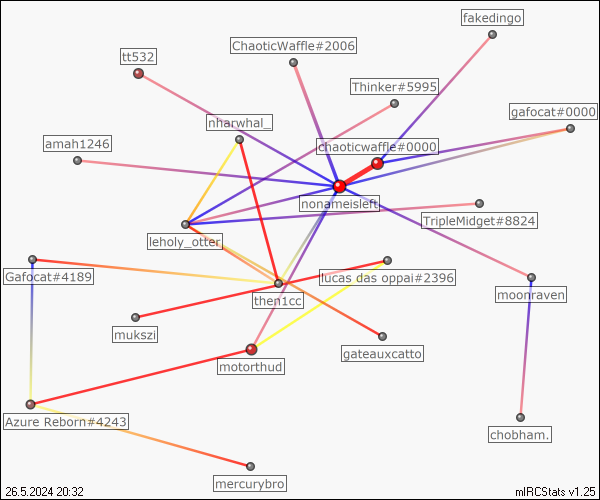 fakedingo
ChaoticWaffle#2006
tt532
Thinker#5995
gafocat#0000
nharwhal_
amah1246
chaoticwaffle#0000
nonameisleft
TripleMidget#8824
leholy_otter
Gafocat#4189
lucas das oppai#2396
then1cc
moonraven
mukszi
gateauxcatto
motorthud
Azure Reborn#4243
chobham.
mercurybro
26.5.2024 20:32
mIRCStats v1.25